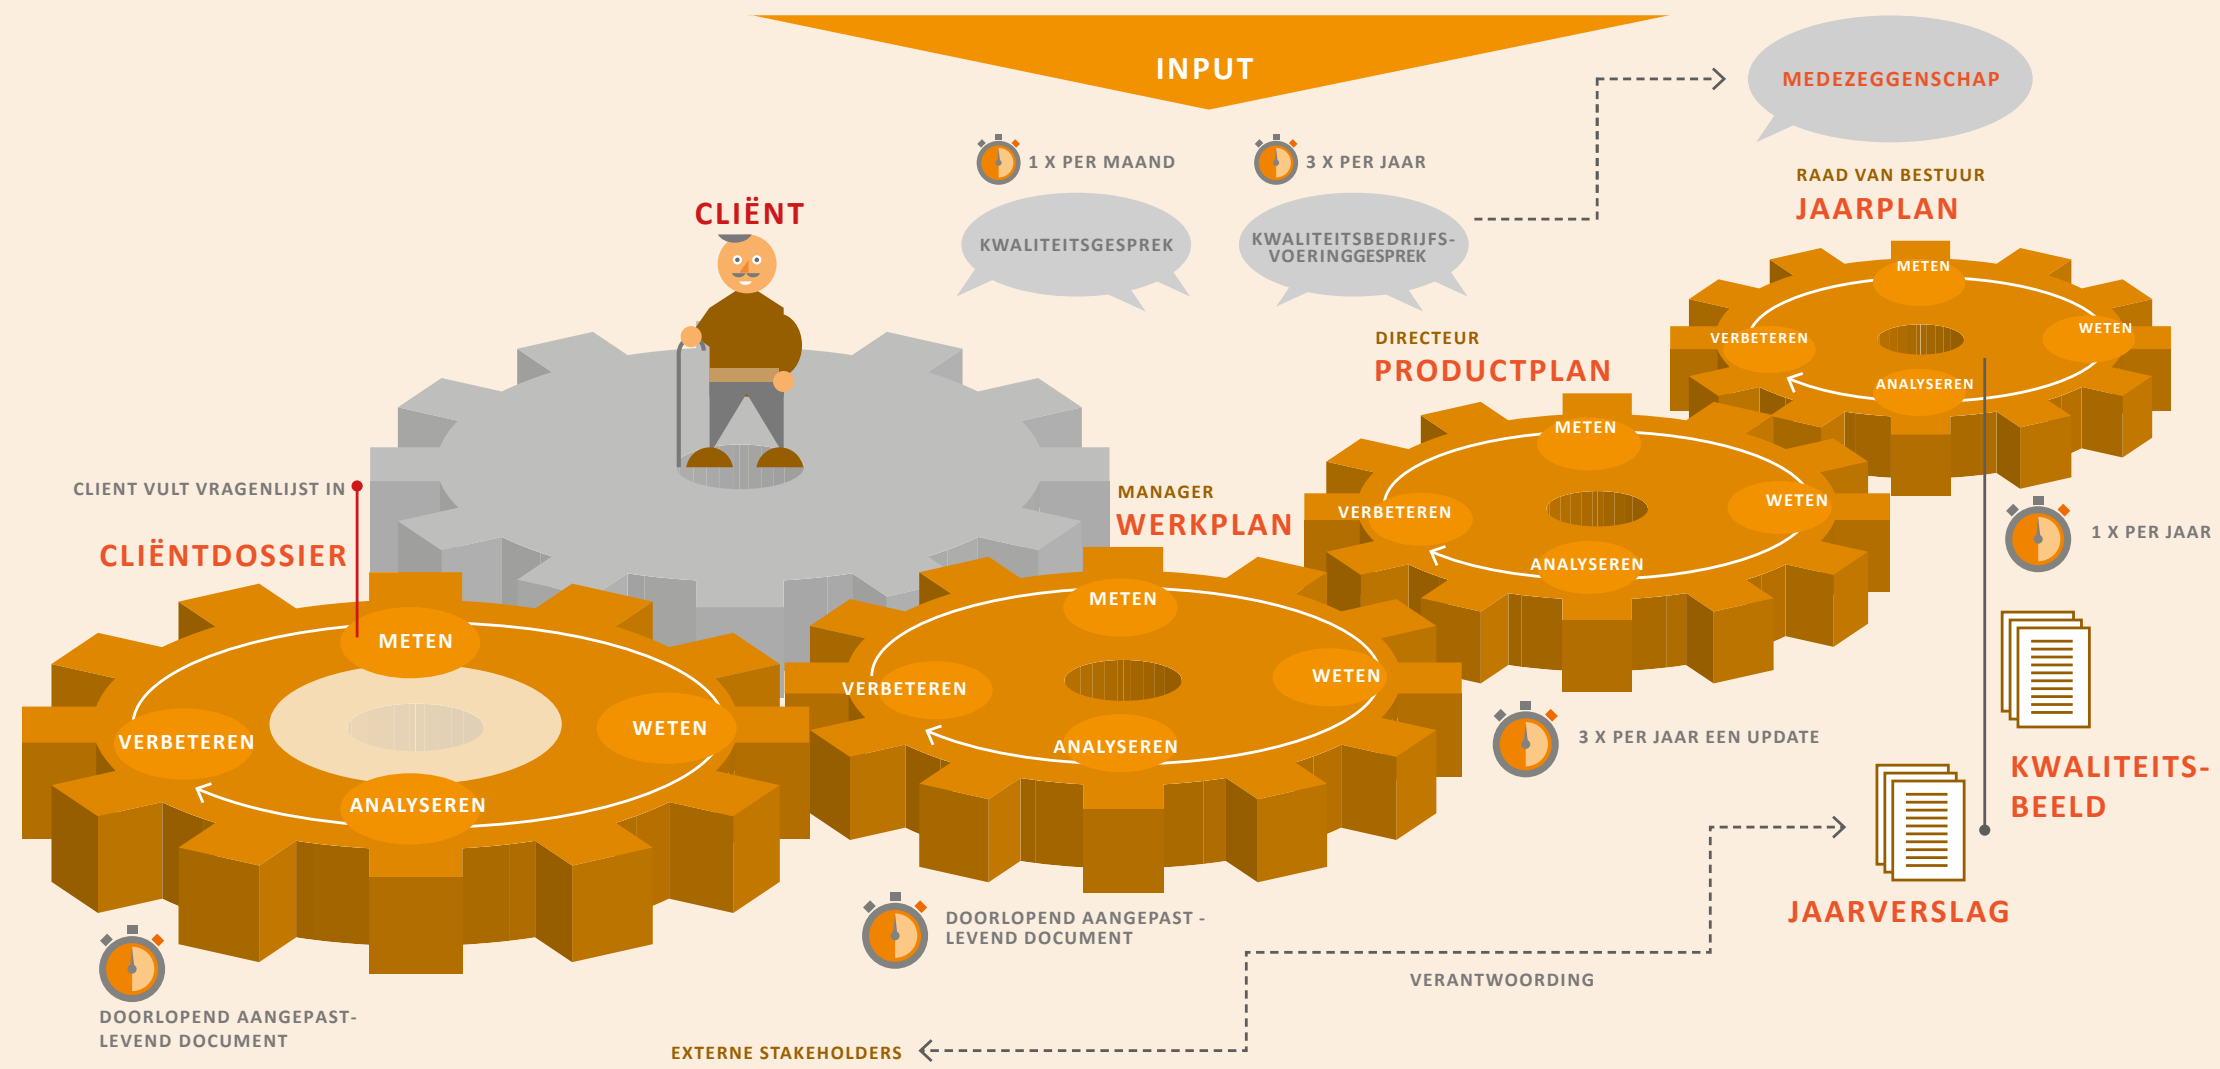 INPUT
MEDEZEGGENSCHAP
1 X PER MAAND
3 X PER JAAR
KWALITEITSGESPREK
KWALITEITSBEDRIJFS-
VOERINGGESPREK
RAAD VAN BESTUUR
JAARPLAN
METEN
WETEN
ANALYSEREN
VERBETEREN
1 X PER JAAR
CLIËNT
DIRECTEUR
PRODUCTPLAN
METEN
WETEN
ANALYSEREN
VERBETEREN
3 X PER JAAR EEN UPDATE
MANAGER
WERKPLAN
METEN
WETEN
ANALYSEREN
VERBETEREN
DOORLOPEND AANGEPAST -
LEVEND DOCUMENT
CLIENT VULT VRAGENLIJST IN
CLIËNTDOSSIER
METEN
WETEN
ANALYSEREN
VERBETEREN
DOORLOPEND AANGEPAST-
LEVEND DOCUMENT
KWALITEITS-
BEELD
JAARVERSLAG
VERANTWOORDING
EXTERNE STAKEHOLDERS